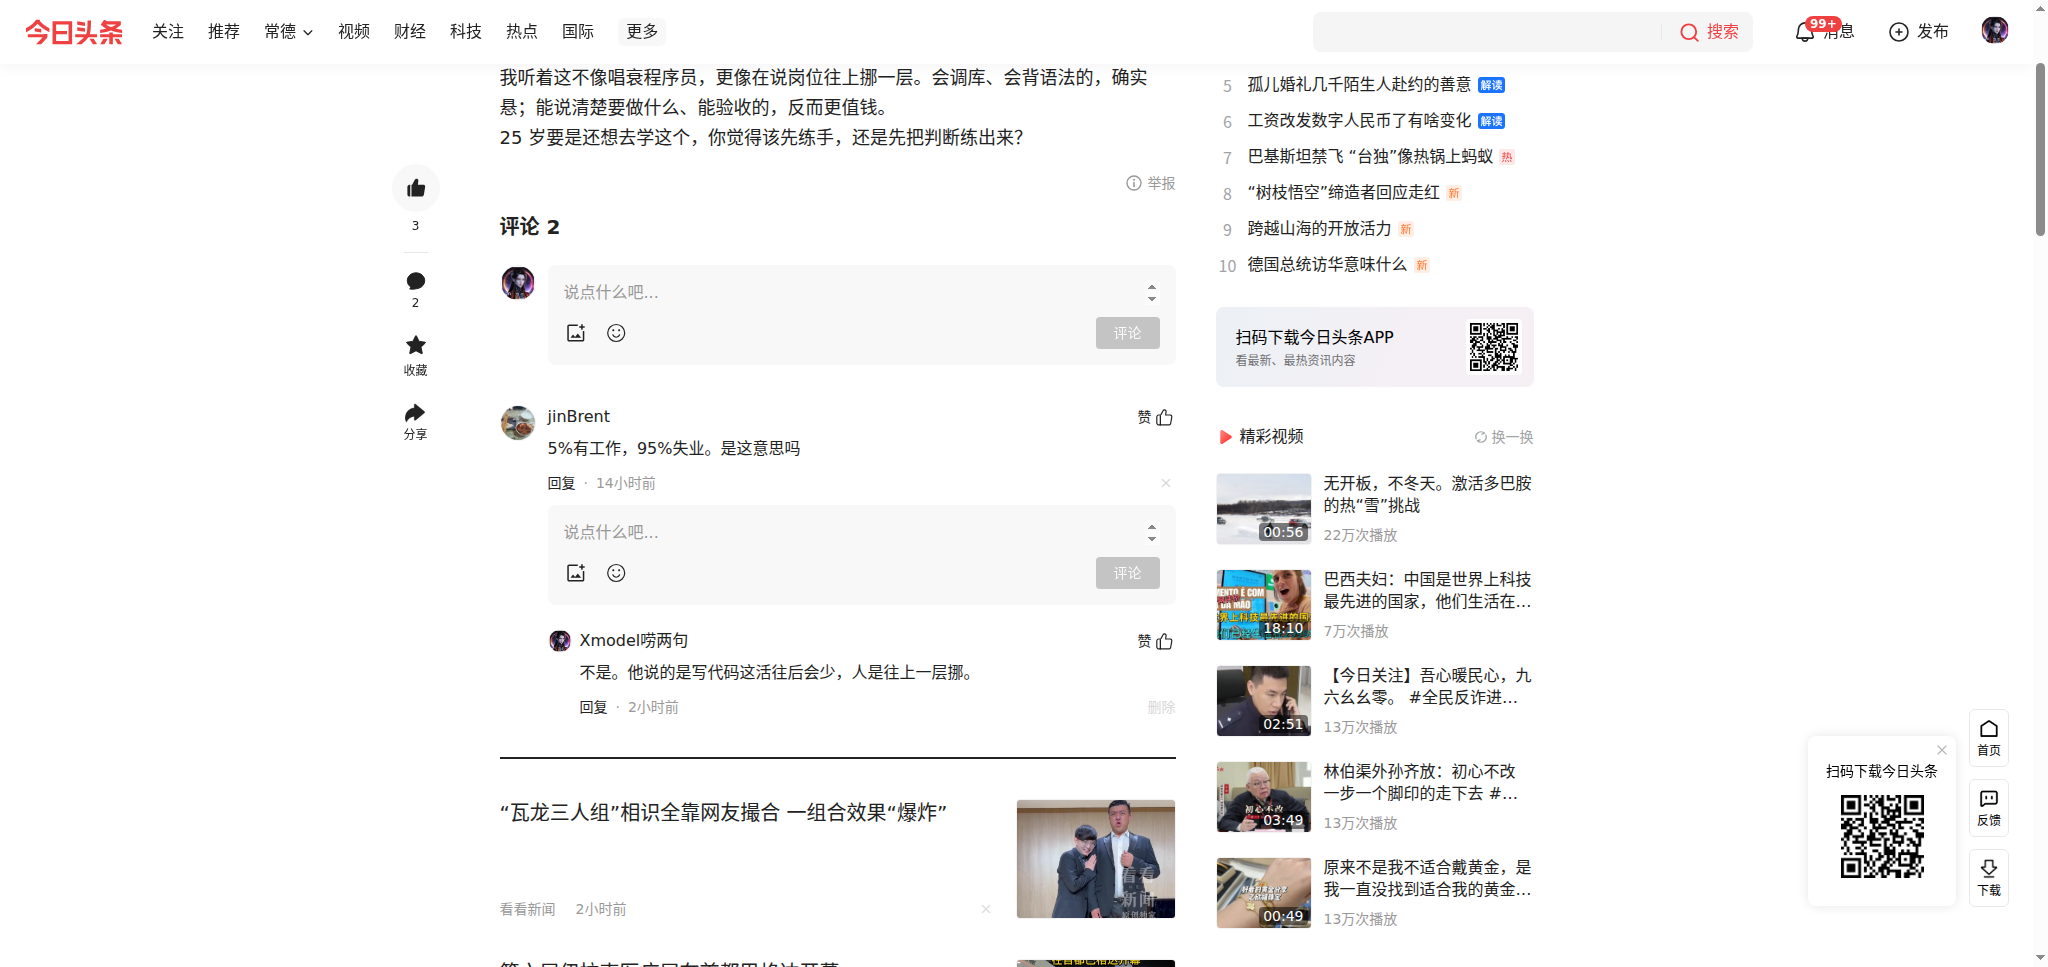 今日头条
关注
推荐
常德
视频
财经
科技
热点
国际
更多
搜索
99+
消息
发布
我听着这不像唱衰程序员，更像在说岗位往上挪一层。会调库、会背语法的，确实
悬；能说清楚要做什么、能验收的，反而更值钱。
25 岁要是还想去学这个，你觉得该先练手，还是先把判断练出来？
举报
3
2
收藏
分享
评论 2
说点什么吧...
评论
jinBrent
赞
5%有工作，95%失业。是这意思吗
回复 · 14小时前
说点什么吧...
评论
Xmodel唠两句
赞
不是。他说的是写代码这活往后会少，人是往上一层挪。
回复 · 2小时前
删除
“瓦龙三人组”相识全靠网友撮合 一组合效果“爆炸”
看看新闻 2小时前
看看
新闻
5 孤儿婚礼几千陌生人赴约的善意 解读
6 工资改发数字人民币了有啥变化 解读
7 巴基斯坦禁飞 “台独”像热锅上蚂蚁 热
8 “树枝悟空”缔造者回应走红 新
9 跨越山海的开放活力 新
10 德国总统访华意味什么 新
扫码下载今日头条APP
看最新、最热资讯内容
精彩视频
换一换
无开板，不冬天。激活多巴胺
的热“雪”挑战
00:56
22万次播放
巴西夫妇：中国是世界上科技
最先进的国家，他们生活在...
18:10
7万次播放
【今日关注】吾心暖民心，九
六幺幺零。 #全民反诈进...
02:51
13万次播放
林伯渠外孙齐放：初心不改
一步一个脚印的走下去 #...
初心不改
03:49
13万次播放
原来不是我不适合戴黄金，是
我一直没找到适合我的黄金...
00:49
13万次播放
扫码下载今日头条
首页
反馈
下载